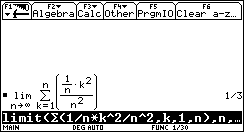 F1▼ F2▼ F3▼ F4▼ F5 F6
Algebra Calc Other PrgmIO Clear a-z…
▪ lim n→∞ n Σ k=1 ( 1/n · k² / n² ) 1/3
limit(Σ(1/n*k^2/n^2,k,1,n),n,…
MAIN DEG AUTO FUNC 1/30